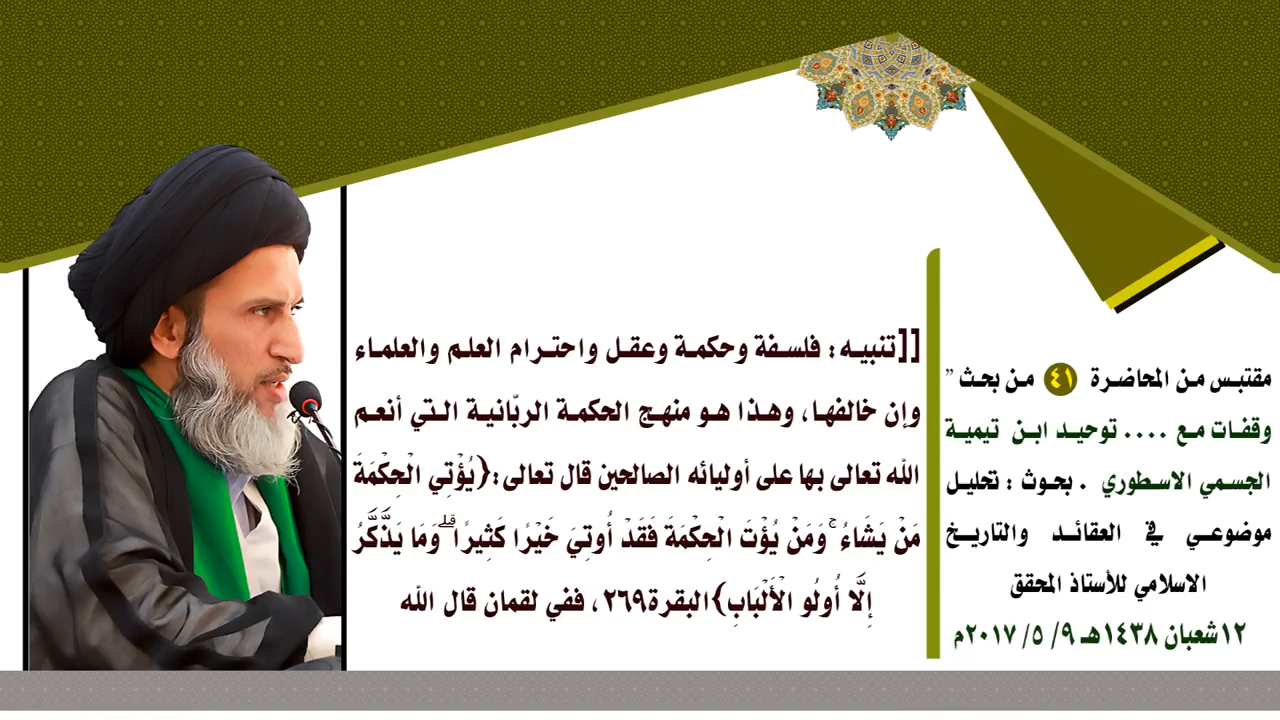 [[تنبيه : فلسفة وحكمة وعقل واحترام العلم والعلماء
وإن خالفها، وهذا هو منهج الحكمة الربّانية التي أنعم
الله تعالى بها على أوليائه الصالحين قال تعالى:{يُؤْتِي الْحِكْمَةَ
مَنْ يَشَاءُ ۚ وَمَنْ يُؤْتَ الْحِكْمَةَ فَقَدْ أُوتِيَ خَيْرًا كَثِيرًا ۗ وَمَا يَذَّكَّرُ
إِلَّا أُولُو الْأَلْبَابِ}البقرة٢٦٩، ففي لقمان قال الله
مقتبس من المحاضرة ٤١ من بحث "
وقفات مع .... توحيد ابن تيمية
الجسمي الاسطوري . بحوث : تحليل
موضوعي في العقائد والتاريخ
الاسلامي للأستاذ المحقق
١٢ شعبان ١٤٣٨هـ ٩/ ٥/ ٢٠١٧م